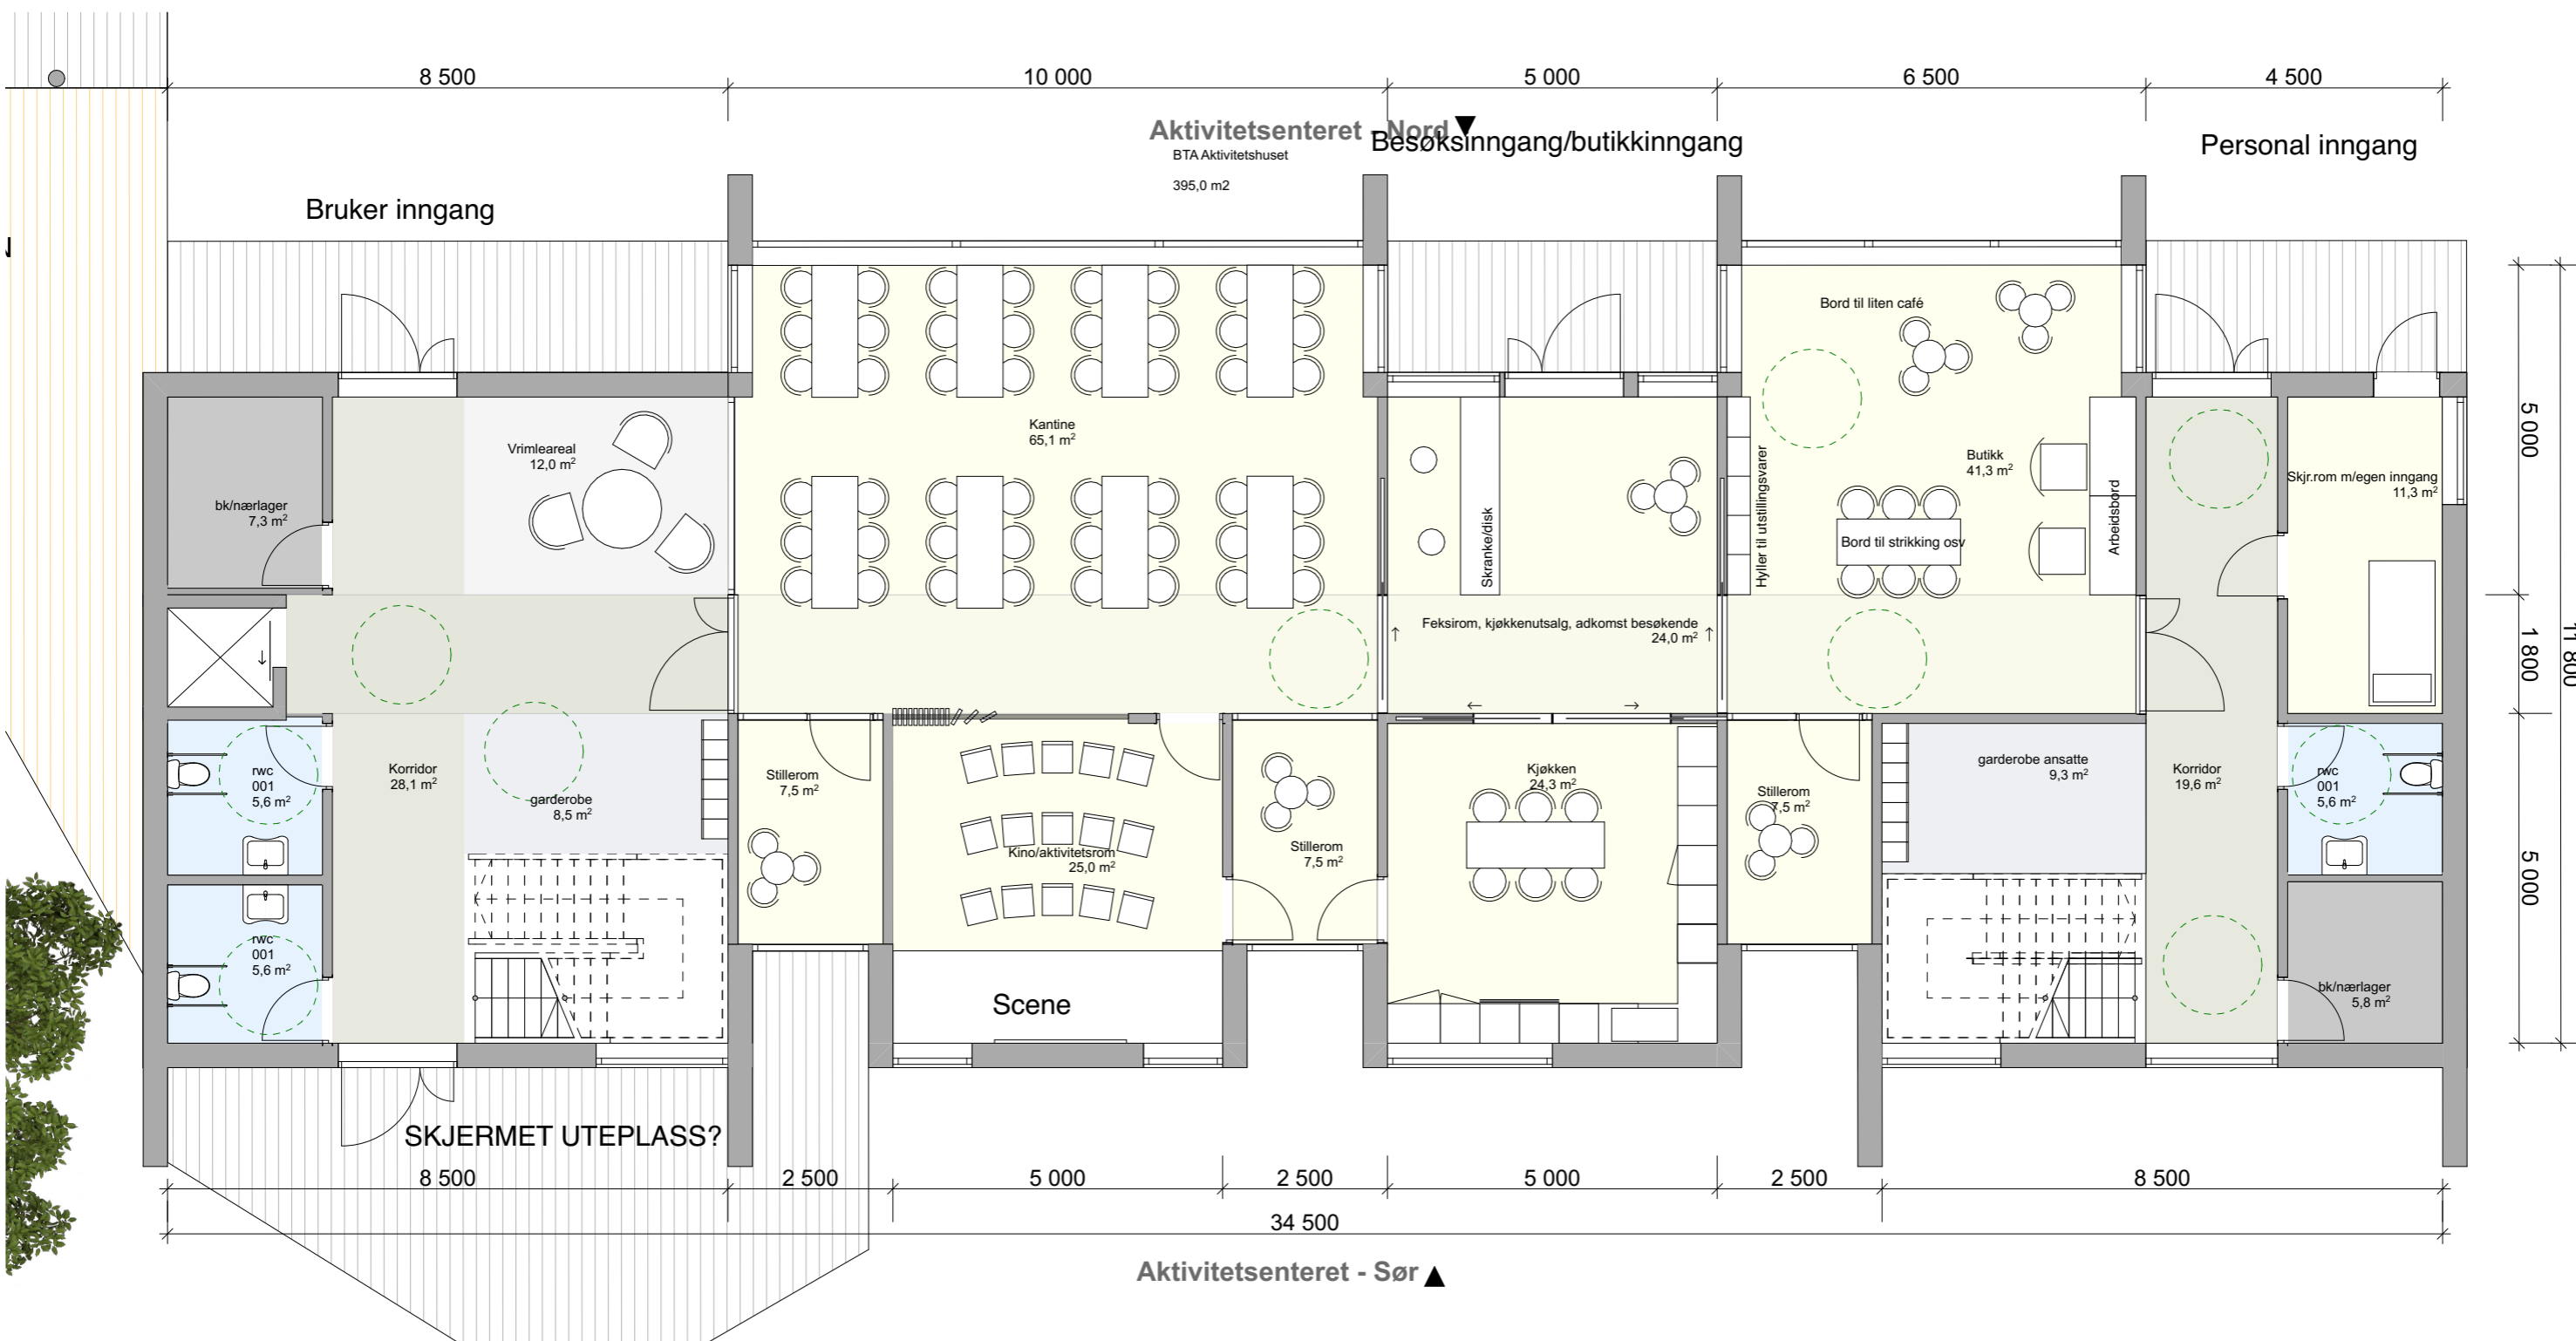 8 500
10 000
5 000
6 500
4 500
Aktivitetsenteret - Nord
BTA Aktivitetshuset
395,0 m2
Besøksinngang/butikkinngang
Personal inngang
Bruker inngang
Bord til liten café
Vrimleareal
12,0 m²
Kantine
65,1 m²
Butikk
41,3 m²
bk/nærlager
7,3 m²
Skranke/disk
Hyller til utstillingsvarer
Bord til strikking osv
Arbeidsbord
Skjr.rom m/egen inngang
11,3 m²
5 000
1 800
5 000
11 800
Feksirom, kjøkkenutsalg, adkomst besøkende
24,0 m²
rwc
001
5,6 m²
Korridor
28,1 m²
garderobe
8,5 m²
Stillerom
7,5 m²
Kino/aktivitetsrom
25,0 m²
Stillerom
7,5 m²
Kjøkken
24,3 m²
Stillerom
7,5 m²
garderobe ansatte
9,3 m²
Korridor
19,6 m²
rwc
001
5,6 m²
rwc
001
5,6 m²
Scene
bk/nærlager
5,8 m²
SKJERMET UTEPLASS?
8 500
2 500
5 000
2 500
5 000
2 500
8 500
34 500
Aktivitetsenteret - Sør